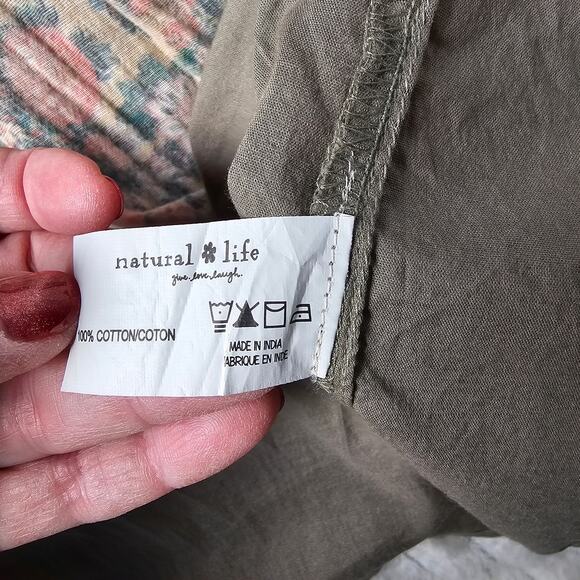 natural life
give.love.laugh.
100% COTTON/COTON
MADE IN INDIA
FABRIQUE EN INDE